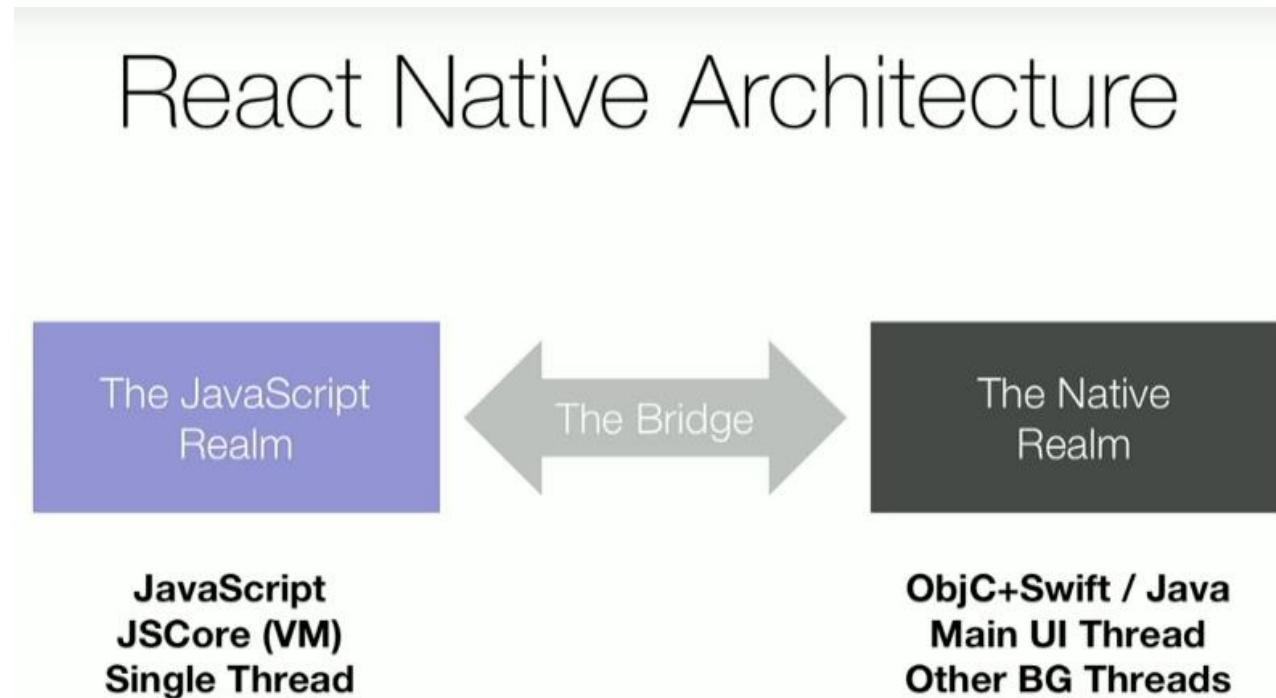 React Native Architecture
The JavaScript
Realm
The Bridge
The Native
Realm
JavaScript
JSCore (VM)
Single Thread
ObjC+Swift / Java
Main UI Thread
Other BG Threads